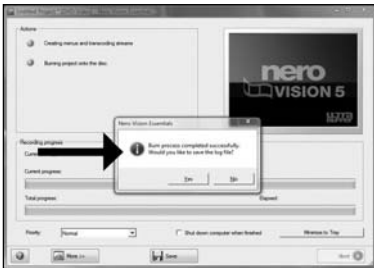 Actions
Creating menus and transcoding streams
Burning project onto the disc.
nero
VISION 5
Nero Vision Essentials
Burn process completed successfully.
Would you like to save the log file?
Yes
No
Recording progress
Current progress:
Total progress:
Elapsed:
Priority:
Normal
Shut down computer when finished
Minimize to Tray
More >>
Save